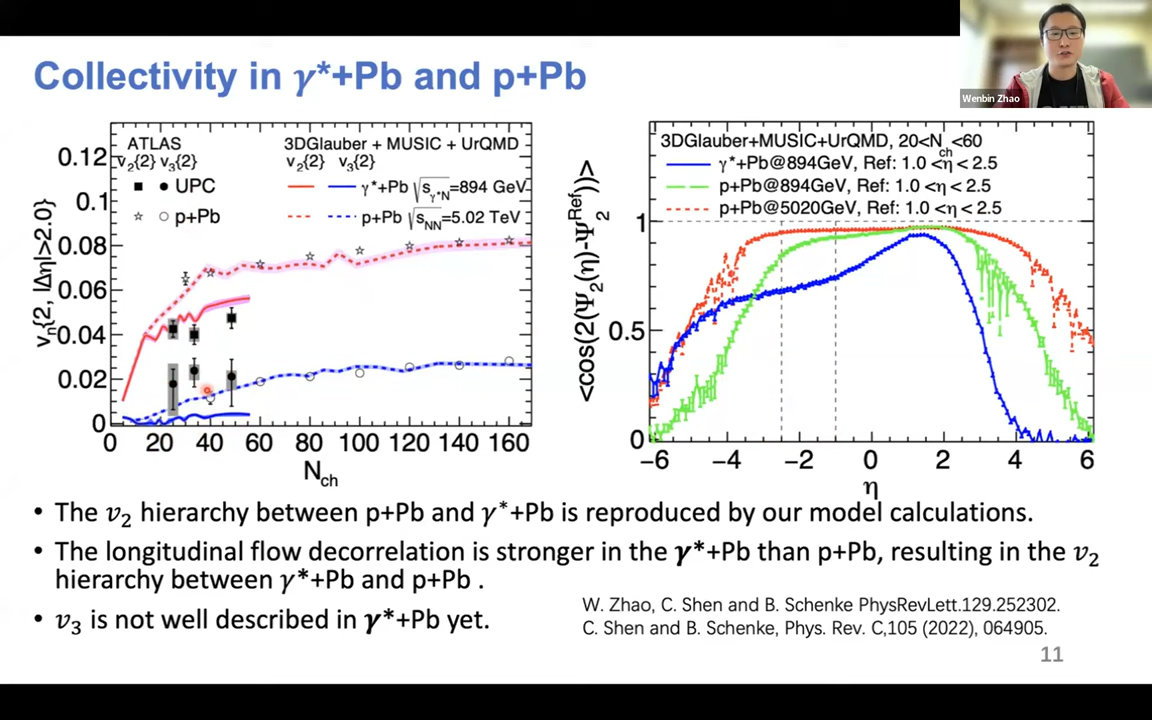 Collectivity in γ*+Pb and p+Pb
Wenbin Zhao
ATLAS
v₂{2} v₃{2}
UPC
p+Pb
3DGlauber + MUSIC + UrQMD
v₂{2} v₃{2}
γ*+Pb √s_γ*N=894 GeV
p+Pb √s_NN=5.02 TeV
v_n{2, |Δη|>2.0}
0.12
0.1
0.08
0.06
0.04
0.02
0
0 20 40 60 80 100 120 140 160
N_ch
3DGlauber+MUSIC+UrQMD, 20<N_ch<60
γ*+Pb@894GeV, Ref: 1.0 <η< 2.5
p+Pb@894GeV, Ref: 1.0 <η< 2.5
p+Pb@5020GeV, Ref: 1.0 <η< 2.5
<cos(2(Ψ₂(η)-Ψ₂^Ref))>
1
0.5
0
−6 −4 −2 0 2 4 6
η
• The v₂ hierarchy between p+Pb and γ*+Pb is reproduced by our model calculations.
• The longitudinal flow decorrelation is stronger in the γ*+Pb than p+Pb, resulting in the v₂
hierarchy between γ*+Pb and p+Pb .
• v₃ is not well described in γ*+Pb yet.
W. Zhao, C. Shen and B. Schenke PhysRevLett.129.252302.
C. Shen and B. Schenke, Phys. Rev. C,105 (2022), 064905.
11